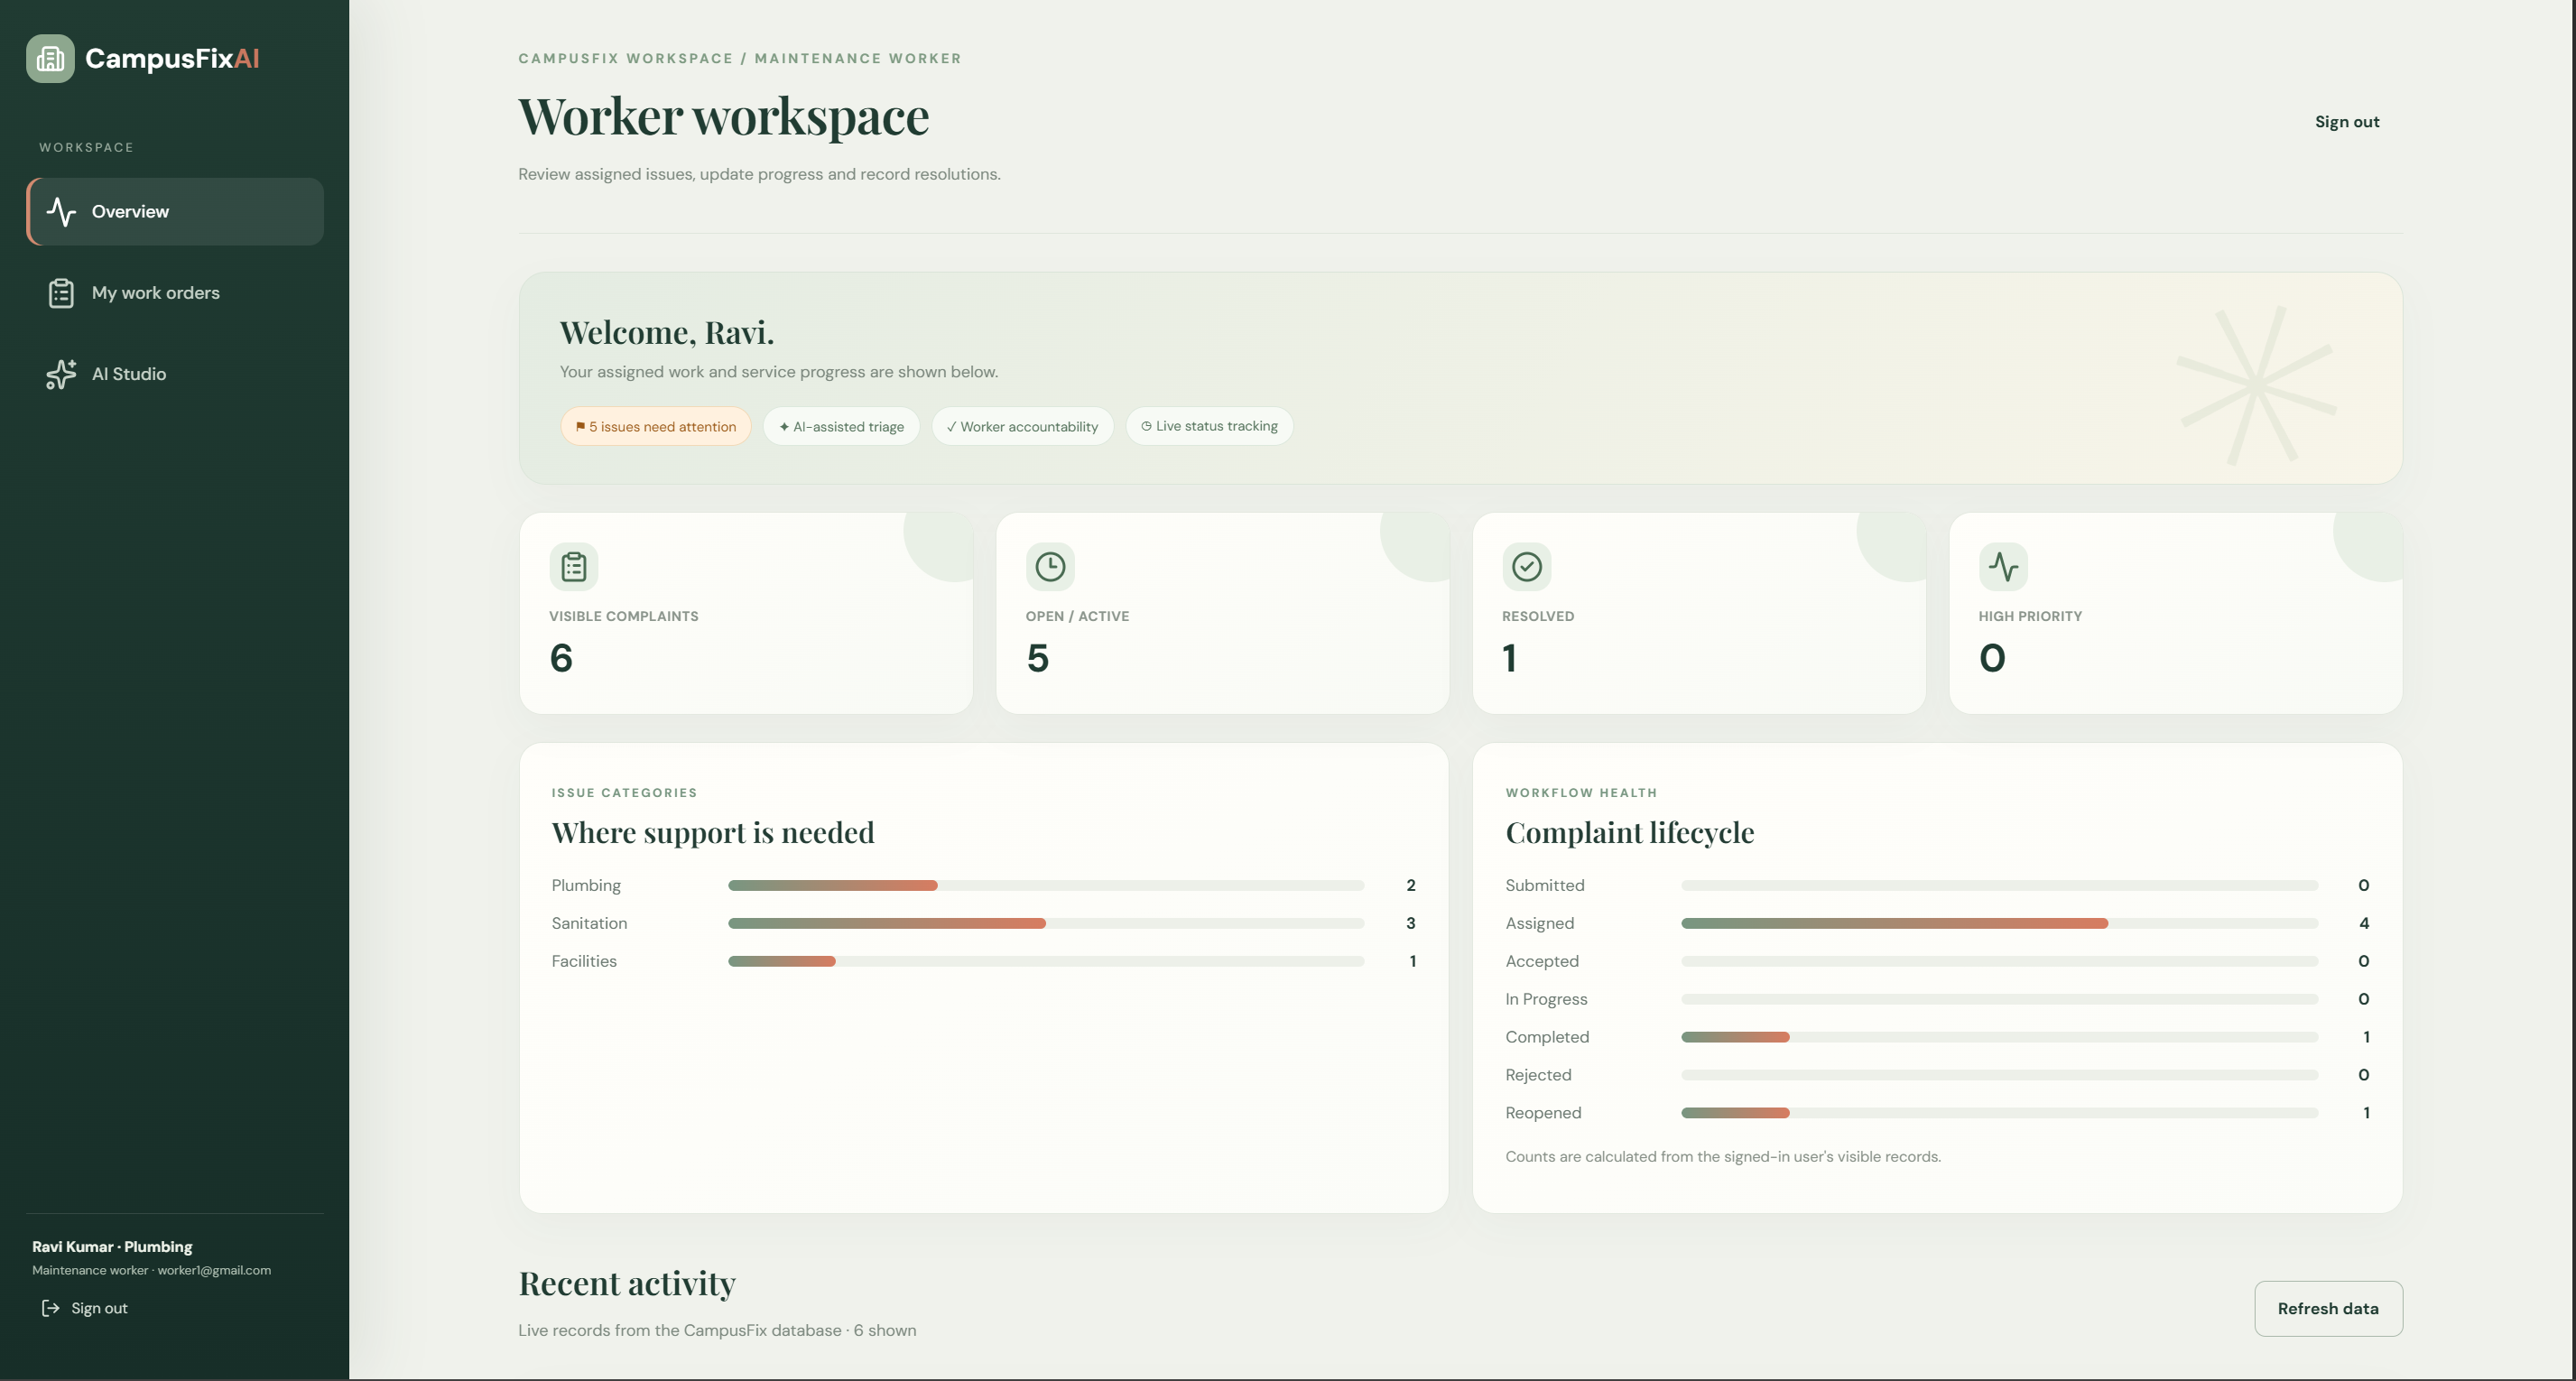 CampusFixAI
WORKSPACE
Overview
My work orders
AI Studio
Ravi Kumar · Plumbing
Maintenance worker · worker1@gmail.com
Sign out
CAMPUSFIX WORKSPACE / MAINTENANCE WORKER
Worker workspace
Review assigned issues, update progress and record resolutions.
Sign out
Welcome, Ravi.
Your assigned work and service progress are shown below.
⚑ 5 issues need attention
✦ AI-assisted triage
✓ Worker accountability
◷ Live status tracking
VISIBLE COMPLAINTS
6
OPEN / ACTIVE
5
RESOLVED
1
HIGH PRIORITY
0
ISSUE CATEGORIES
Where support is needed
Plumbing 2
Sanitation 3
Facilities 1
WORKFLOW HEALTH
Complaint lifecycle
Submitted 0
Assigned 4
Accepted 0
In Progress 0
Completed 1
Rejected 0
Reopened 1
Counts are calculated from the signed-in user's visible records.
Recent activity
Live records from the CampusFix database · 6 shown
Refresh data